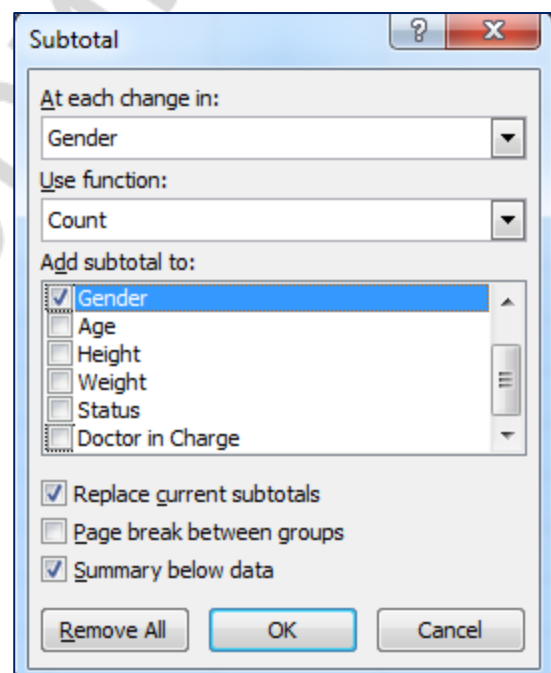 Subtotal
At each change in:
Gender
Use function:
Count
Add subtotal to:
Gender
Age
Height
Weight
Status
Doctor in Charge
Replace current subtotals
Page break between groups
Summary below data
Remove All OK Cancel